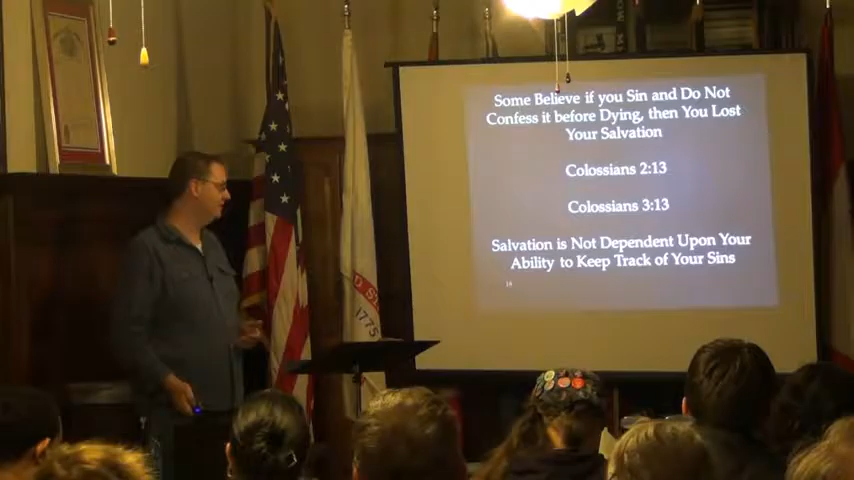 Some Believe if you Sin and Do Not
Confess it before Dying, then You Lost
Your Salvation
Colossians 2:13
Colossians 3:13
Salvation is Not Dependent Upon Your
Ability to Keep Track of Your Sins
1775